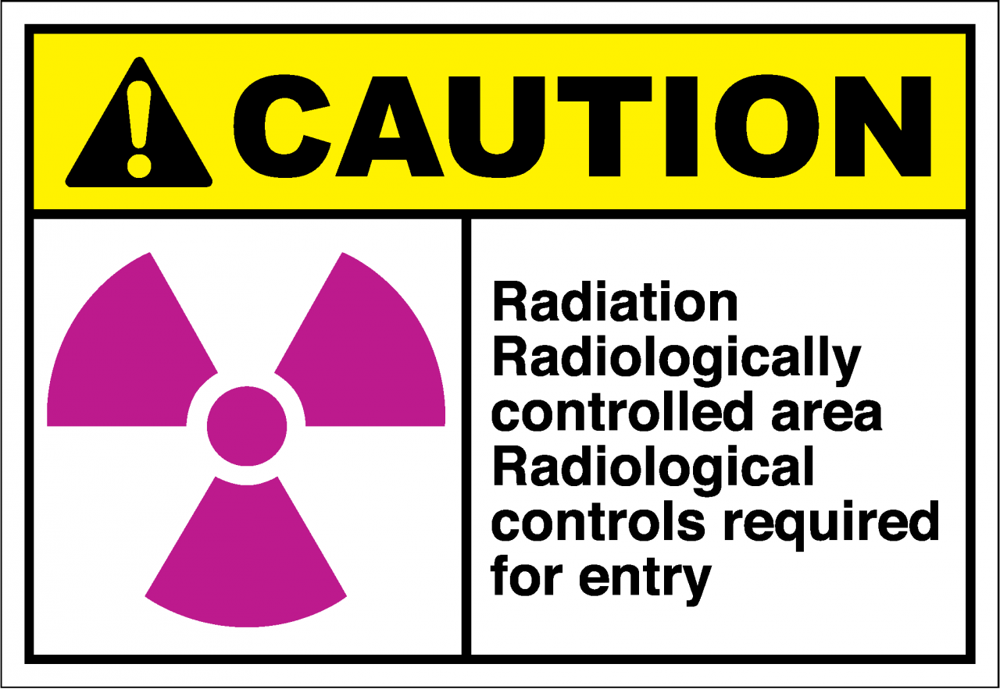 CAUTION
Radiation
Radiologically
controlled area
Radiological
controls required
for entry